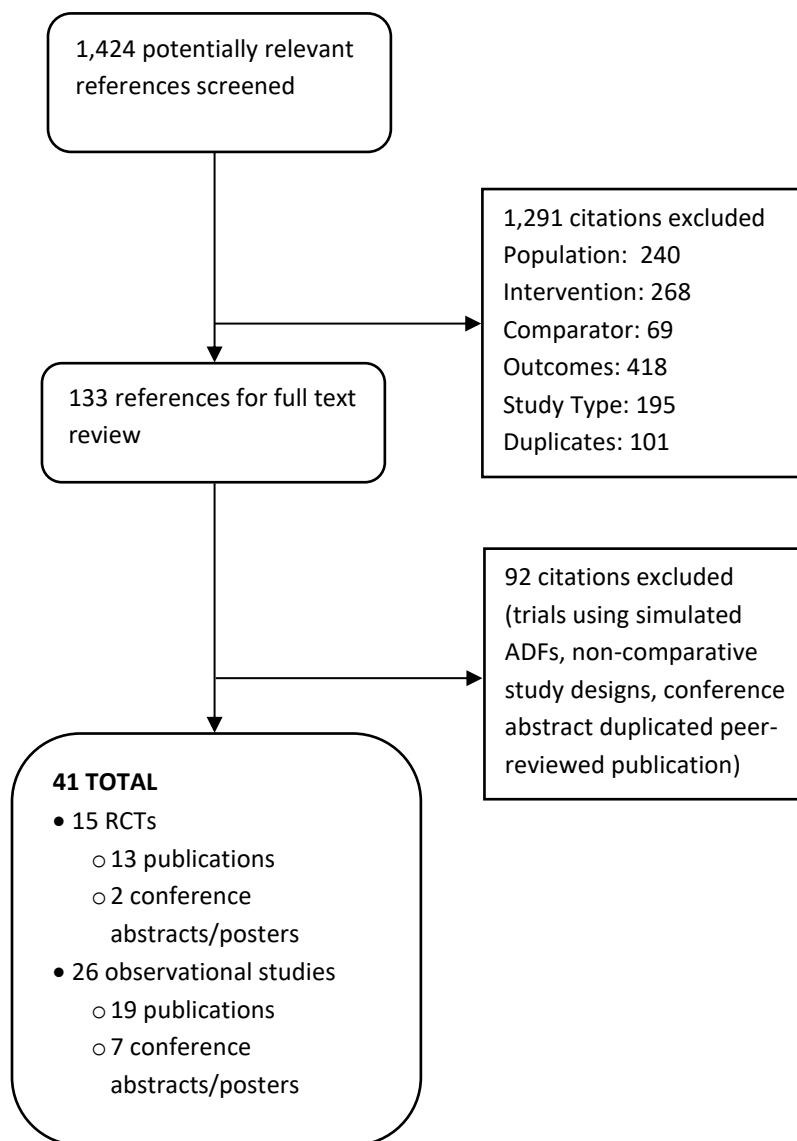 1,424 potentially relevant
references screened
1,291 citations excluded
Population:  240
Intervention: 268
Comparator: 69
Outcomes: 418
Study Type: 195
Duplicates: 101
133 references for full text
review
92 citations excluded
(trials using simulated
ADFs, non-comparative
study designs, conference
abstract duplicated peer-
reviewed publication)
41 TOTAL
• 15 RCTs
o 13 publications
o 2 conference
abstracts/posters
• 26 observational studies
o 19 publications
o 7 conference
abstracts/posters